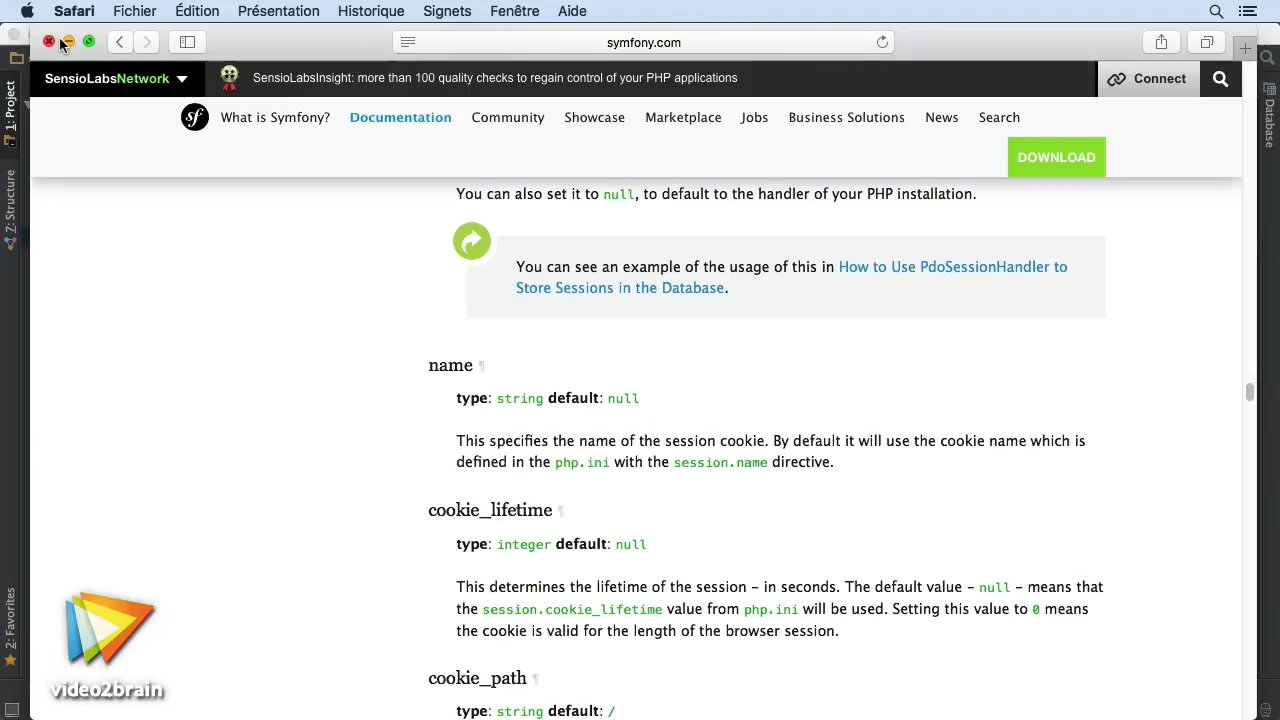 Safari Fichier Édition Présentation Historique Signets Fenêtre Aide
symfony.com
SensioLabsNetwork SensioLabsInsight: more than 100 quality checks to regain control of your PHP applications Connect
sf What is Symfony? Documentation Community Showcase Marketplace Jobs Business Solutions News Search
DOWNLOAD
1: Project
Z: Structure
2: Favorites
Database
You can also set it to null, to default to the handler of your PHP installation.
You can see an example of the usage of this in How to Use PdoSessionHandler to
Store Sessions in the Database.
name ¶
type: string default: null
This specifies the name of the session cookie. By default it will use the cookie name which is
defined in the php.ini with the session.name directive.
cookie_lifetime ¶
type: integer default: null
This determines the lifetime of the session - in seconds. The default value - null - means that
the session.cookie_lifetime value from php.ini will be used. Setting this value to 0 means
the cookie is valid for the length of the browser session.
cookie_path ¶
type: string default: /
video2brain